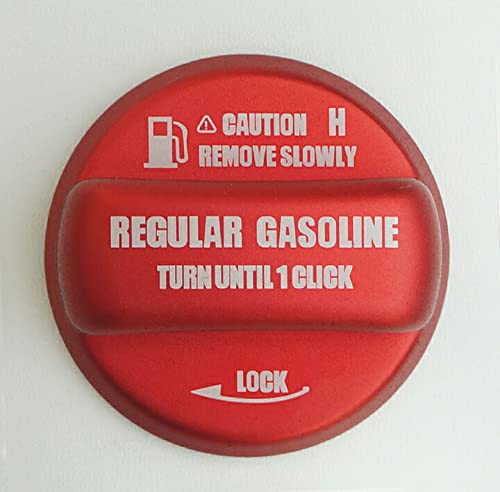 CAUTION H
REMOVE SLOWLY
REGULAR GASOLINE
TURN UNTIL 1 CLICK
LOCK